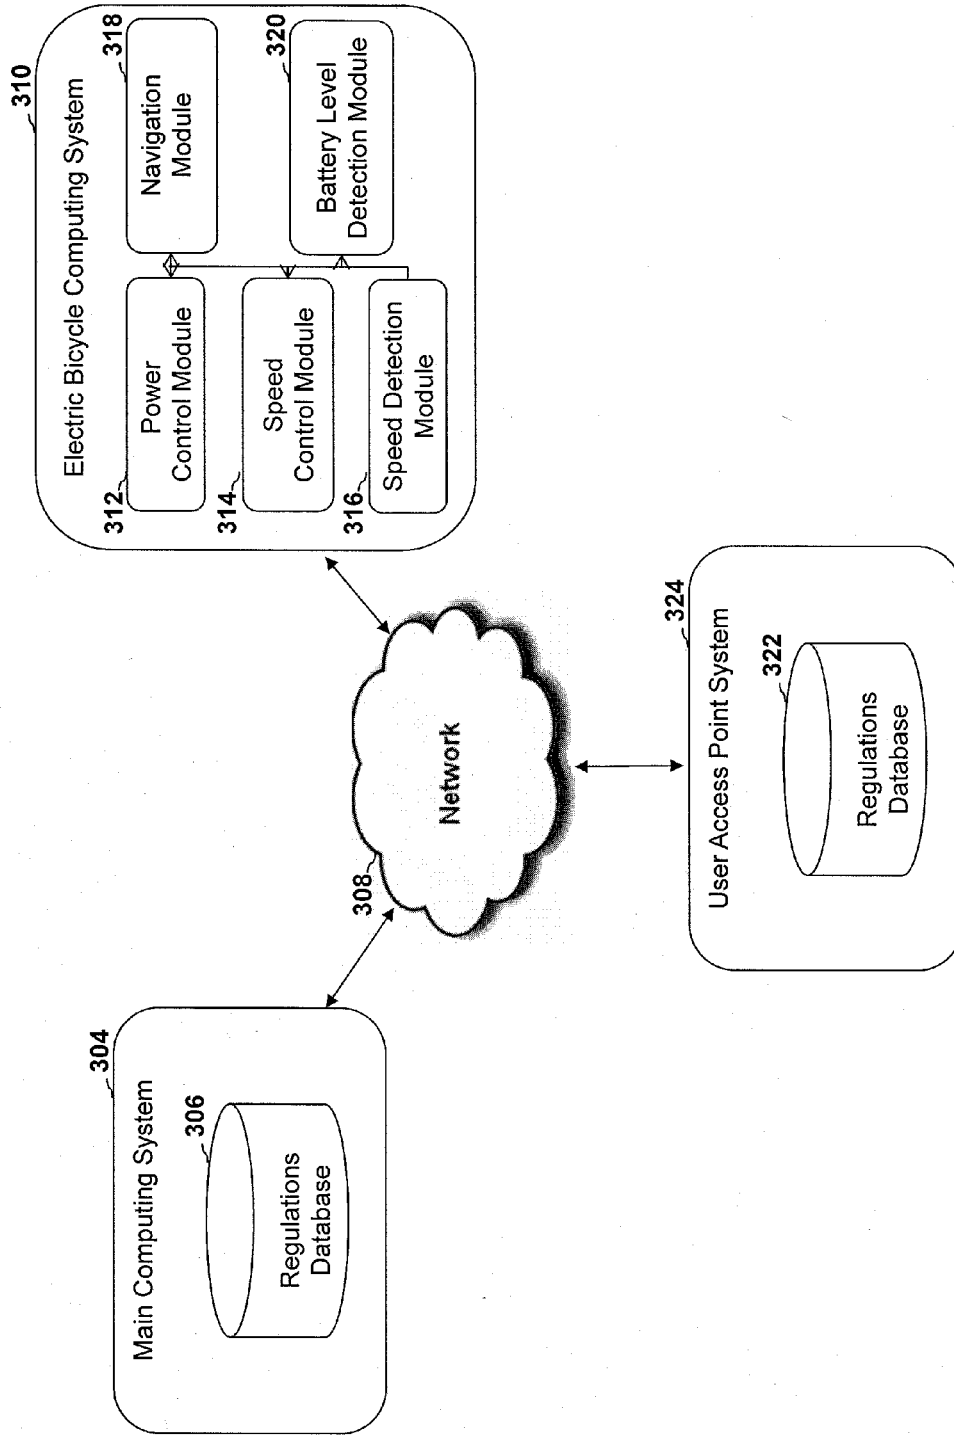 304
Main Computing System
306
Regulations
Database
308
Network
310
Electric Bicycle Computing System
312
Power
Control Module
318
Navigation
Module
314
Speed
Control Module
320
Battery Level
Detection Module
316
Speed Detection
Module
324
User Access Point System
322
Regulations
Database